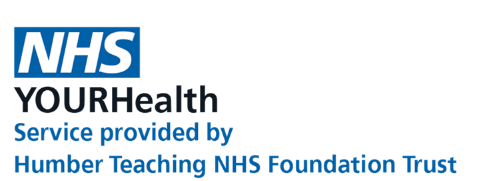 NHS
YOURHealth
Service provided by
Humber Teaching NHS Foundation Trust